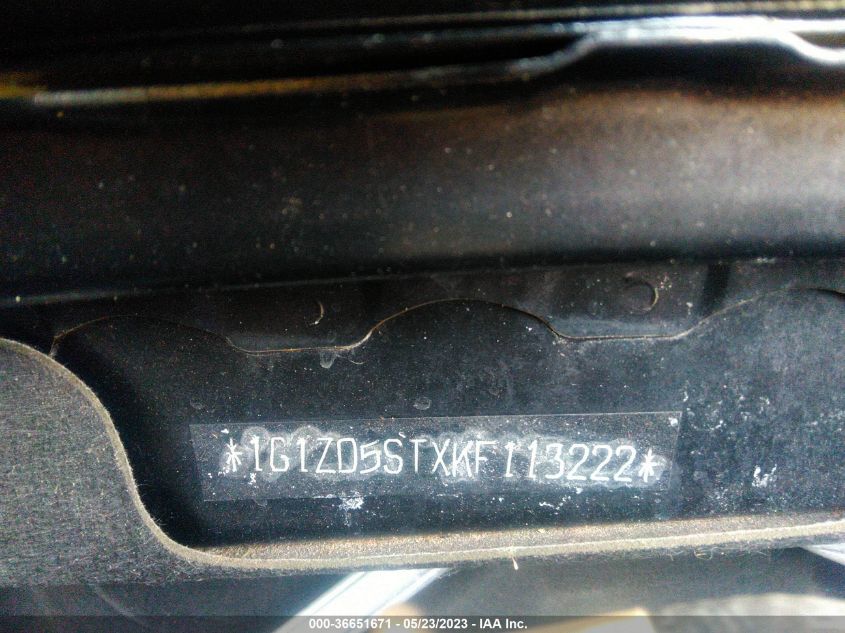 *1G1ZD5STXKF113222*
000-36651671 - 05/23/2023 - IAA Inc.